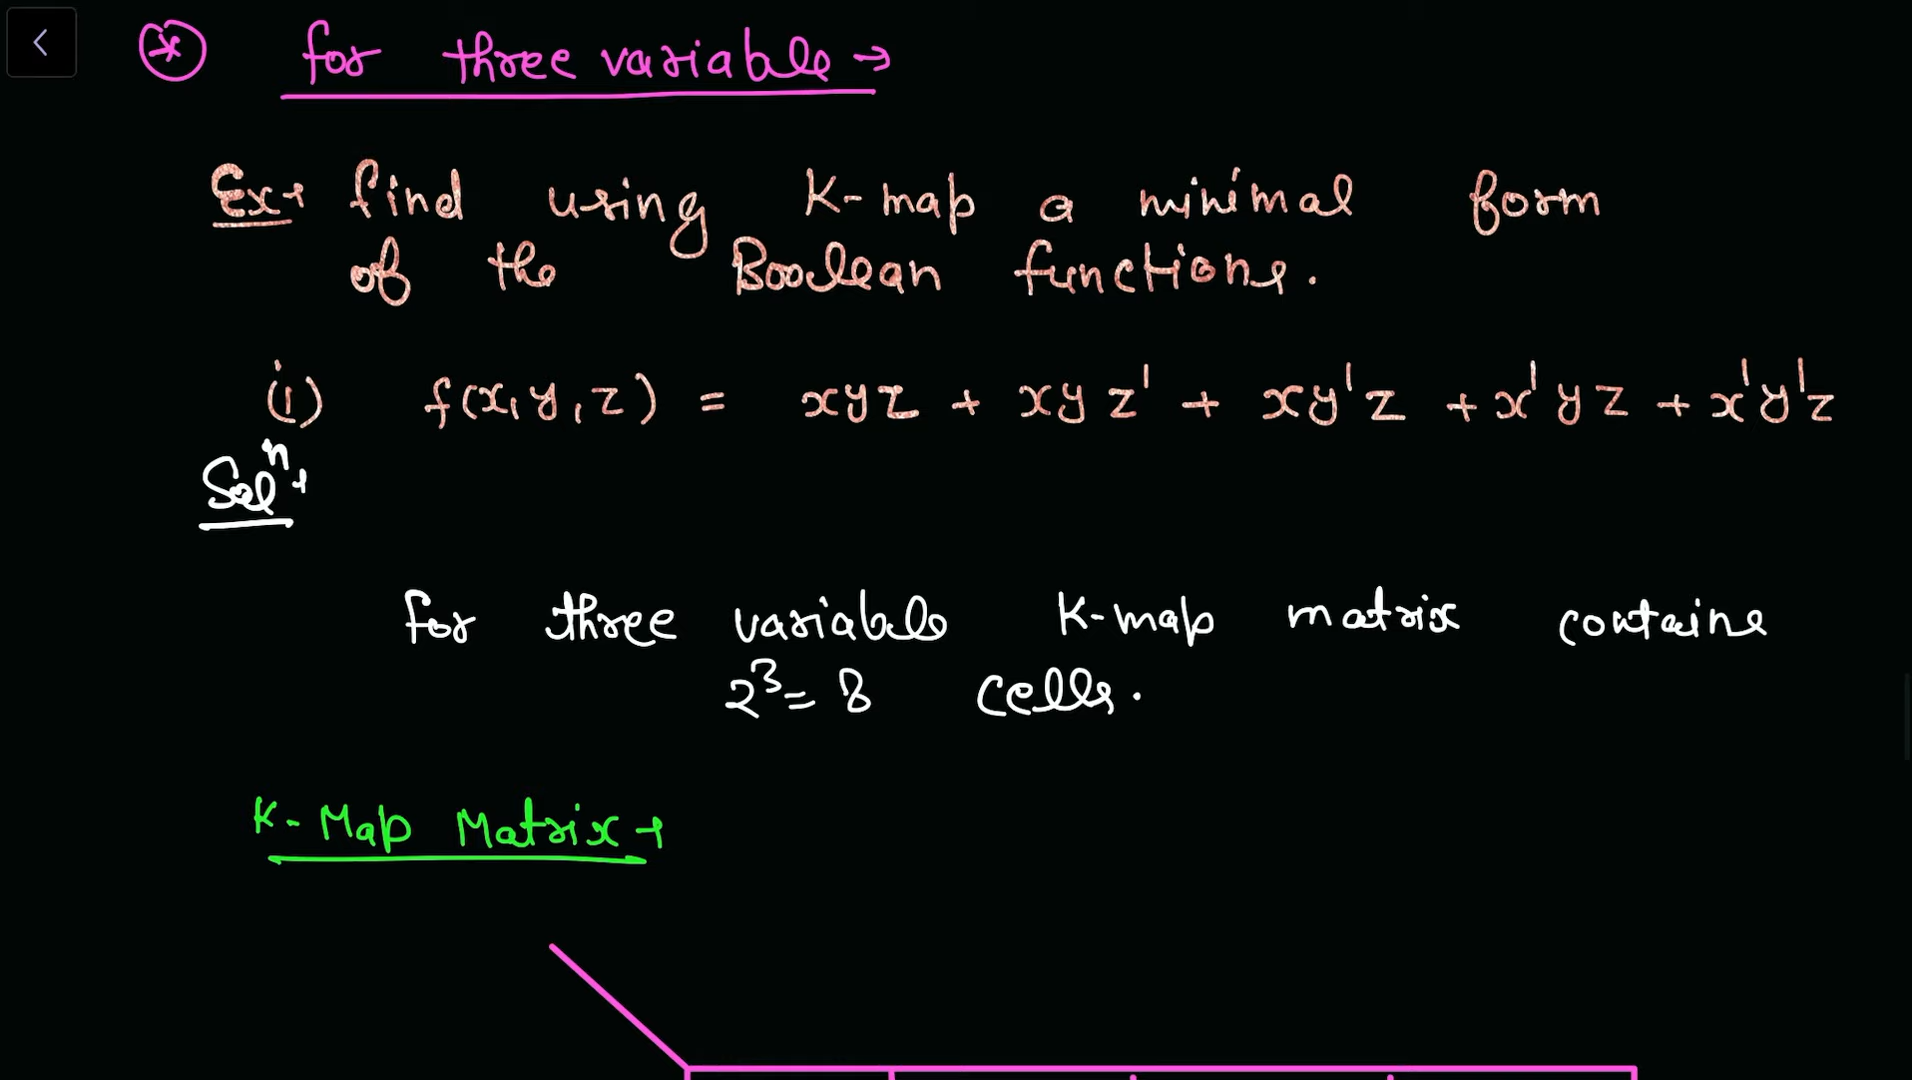 for three variable →
Ex→ find using K-map a minimal form
of the Boolean functions.
(i) f(x, y, z) = xyz + xyz' + xy'z + x'yz + x'y'z
Solⁿ→
for three variable K-map matrix contains
2³ = 8 cells.
K-Map Matrix→